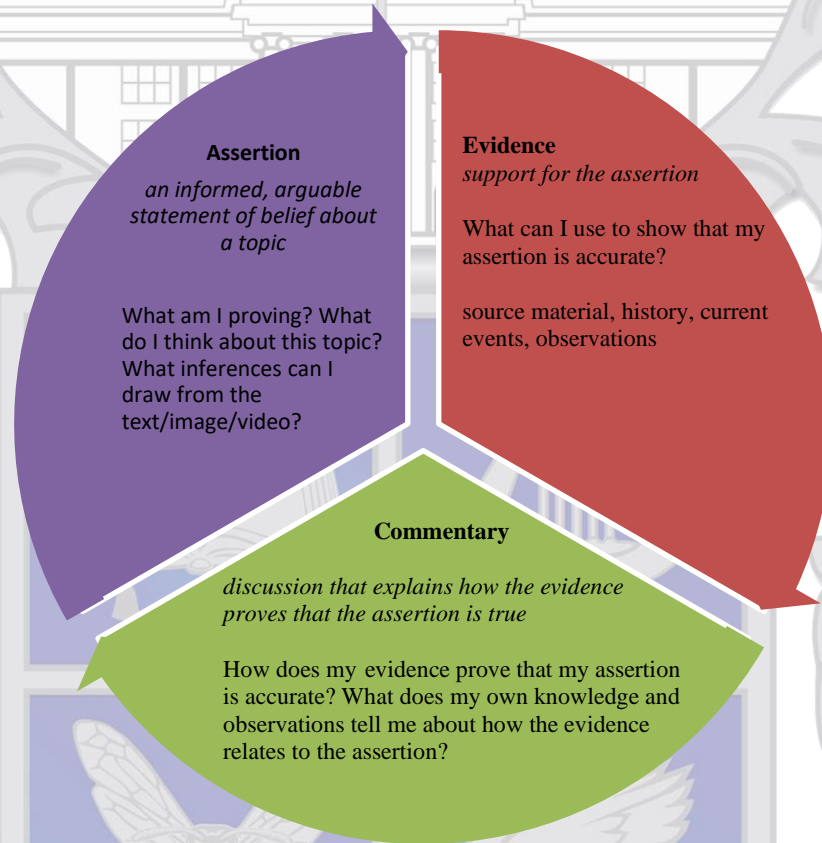 Assertion
an informed, arguable
statement of belief about
a topic
What am I proving? What
do I think about this topic?
What inferences can I
draw from the
text/image/video?
Evidence
support for the assertion
What can I use to show that my
assertion is accurate?
source material, history, current
events, observations
Commentary
discussion that explains how the evidence
proves that the assertion is true
How does my evidence prove that my assertion
is accurate? What does my own knowledge and
observations tell me about how the evidence
relates to the assertion?